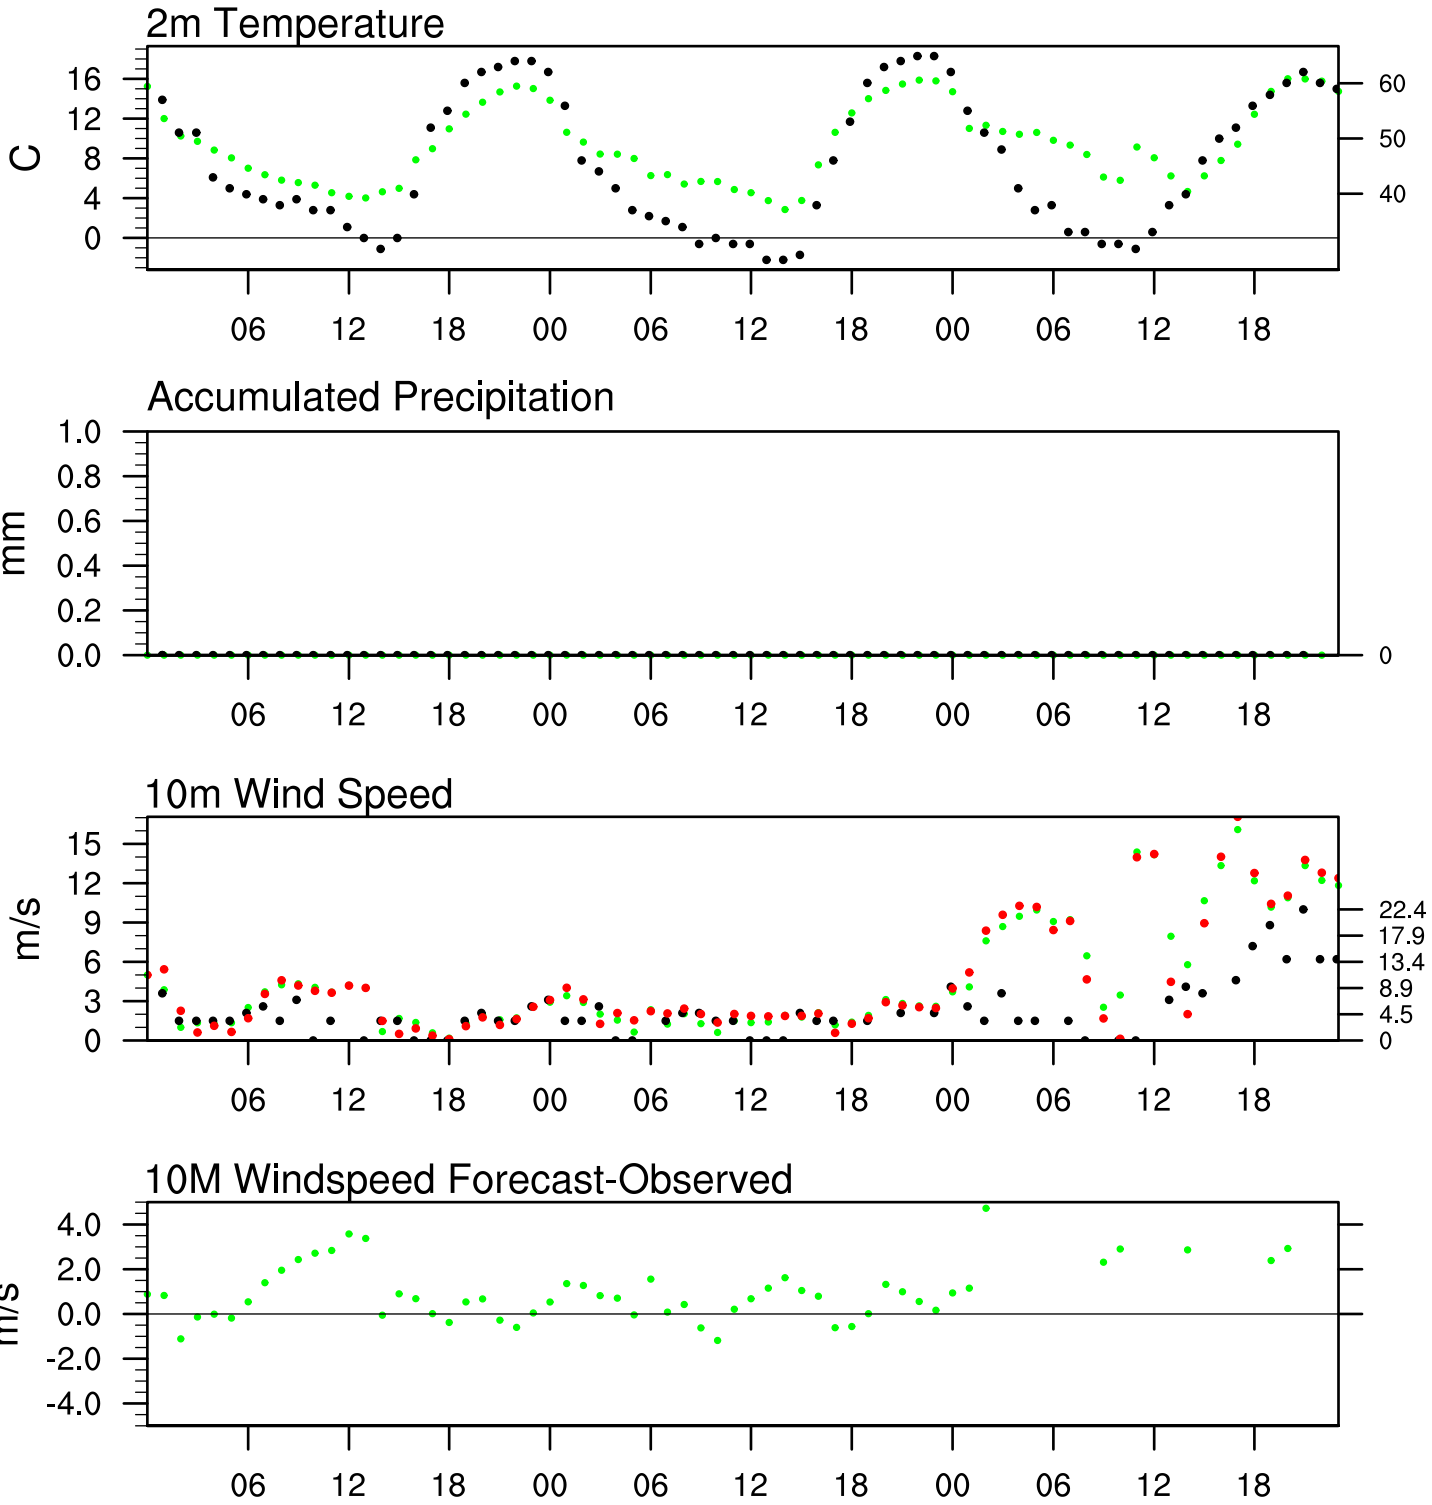 2m Temperature
16
12
8
4
0
C
60
50
40
06 12 18 00 06 12 18 00 06 12 18
Accumulated Precipitation
1.0
0.8
0.6
0.4
0.2
0.0
mm
0
06 12 18 00 06 12 18 00 06 12 18
10m Wind Speed
15
12
9
6
3
0
m/s
22.4
17.9
13.4
8.9
4.5
0
06 12 18 00 06 12 18 00 06 12 18
10M Windspeed Forecast-Observed
4.0
2.0
0.0
-2.0
-4.0
m/s
06 12 18 00 06 12 18 00 06 12 18